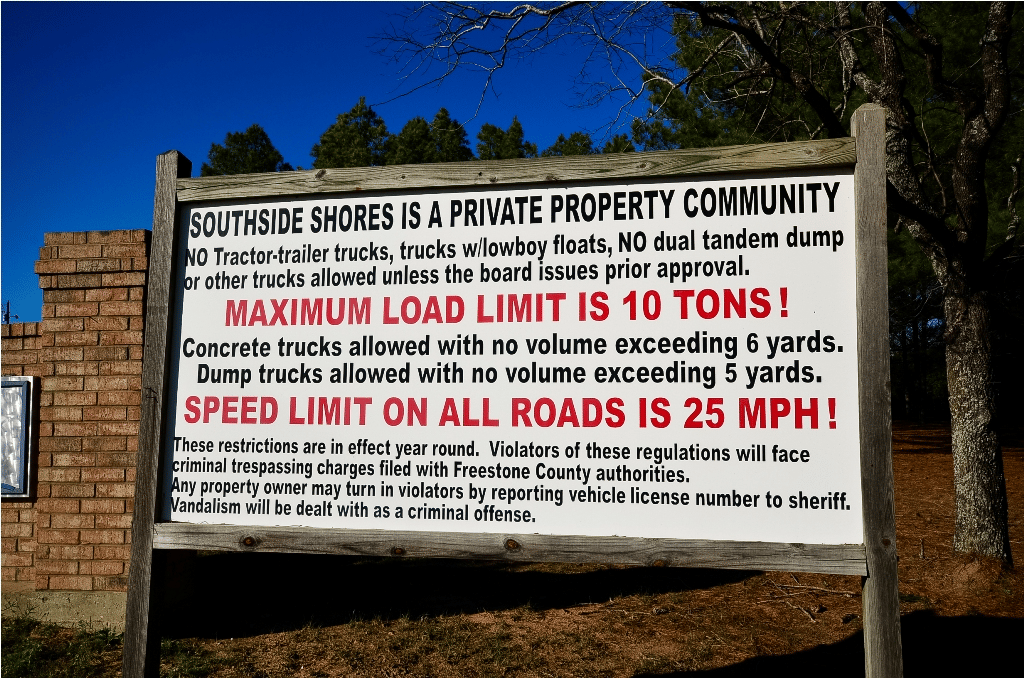 SOUTHSIDE SHORES IS A PRIVATE PROPERTY COMMUNITY
NO Tractor-trailer trucks, trucks w/lowboy floats, NO dual tandem dump
or other trucks allowed unless the board issues prior approval.
MAXIMUM LOAD LIMIT IS 10 TONS!
Concrete trucks allowed with no volume exceeding 6 yards.
Dump trucks allowed with no volume exceeding 5 yards.
SPEED LIMIT ON ALL ROADS IS 25 MPH!
These restrictions are in effect year round. Violators of these regulations will face
criminal trespassing charges filed with Freestone County authorities.
Any property owner may turn in violators by reporting vehicle license number to sheriff.
Vandalism will be dealt with as a criminal offense.